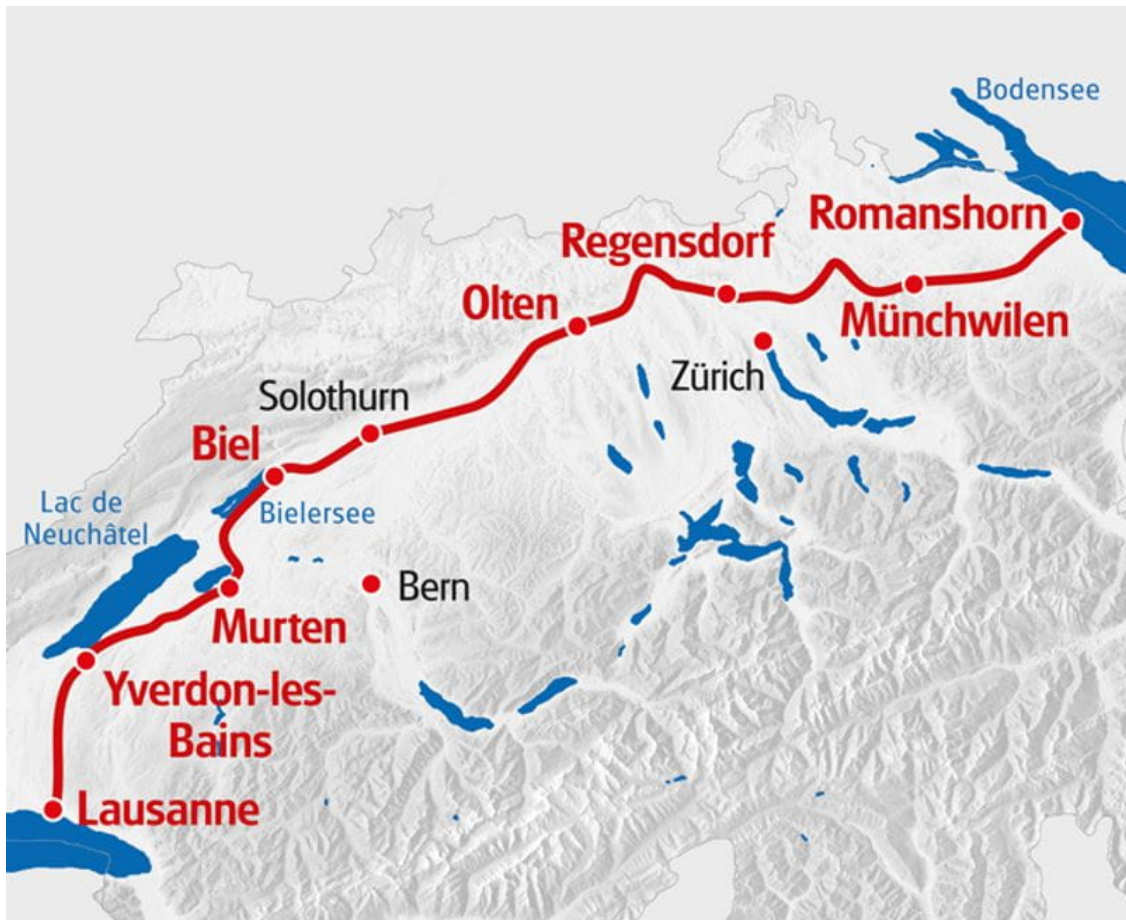 Bodensee
Romanshorn
Regensdorf
Olten
Münchwilen
Zürich
Solothurn
Biel
Lac de
Neuchâtel
Bielersee
Bern
Murten
Yverdon-les-
Bains
Lausanne